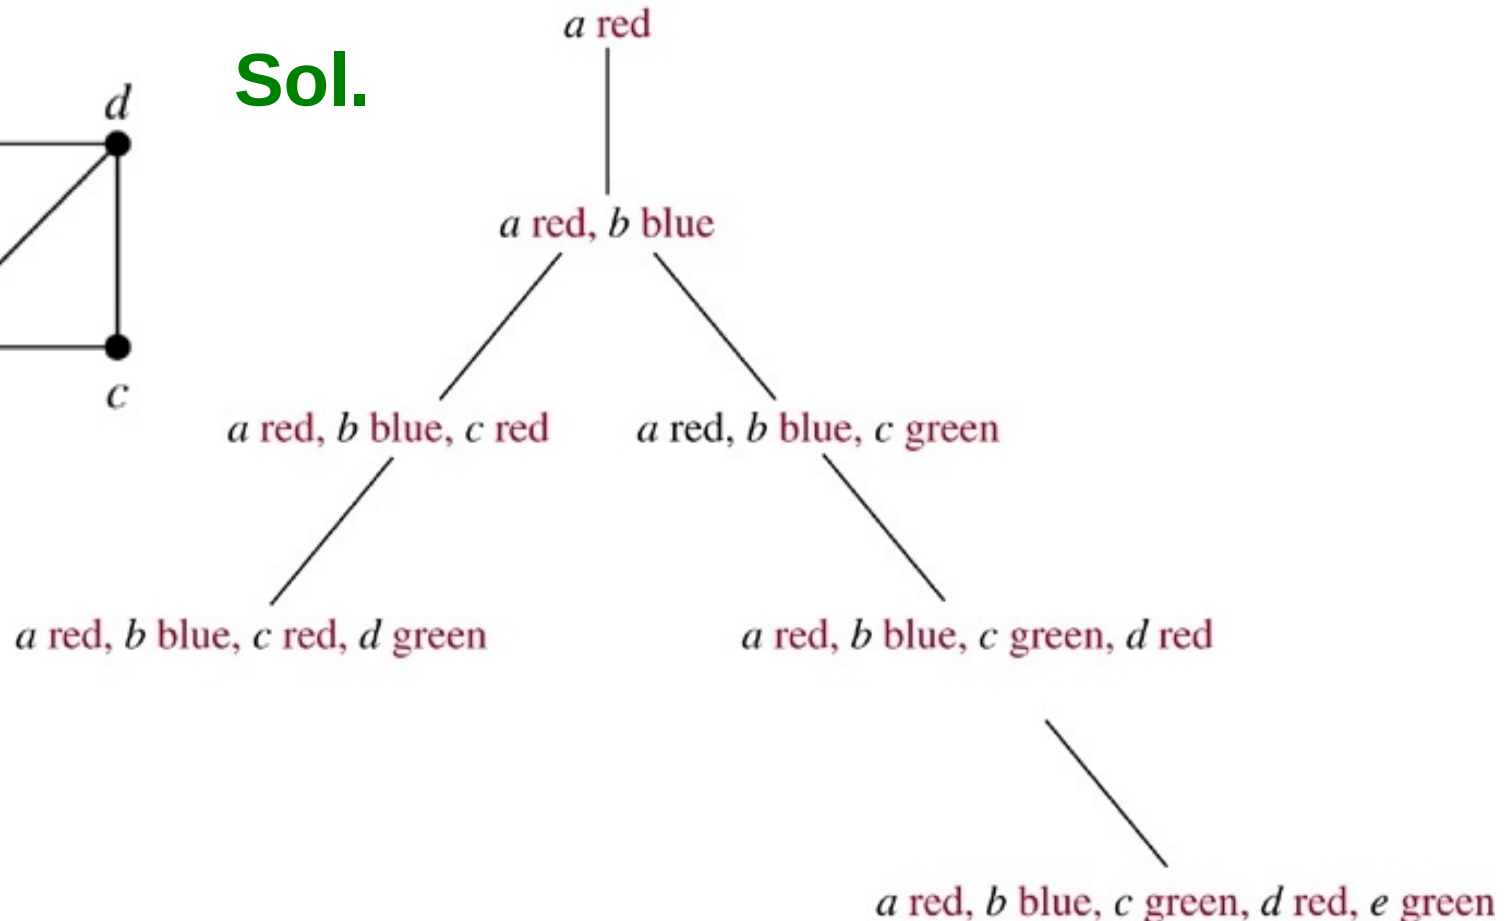 a red
Sol.
d
a red, b blue
c
a red, b blue, c red
a red, b blue, c green
a red, b blue, c red, d green
a red, b blue, c green, d red
a red, b blue, c green, d red, e green